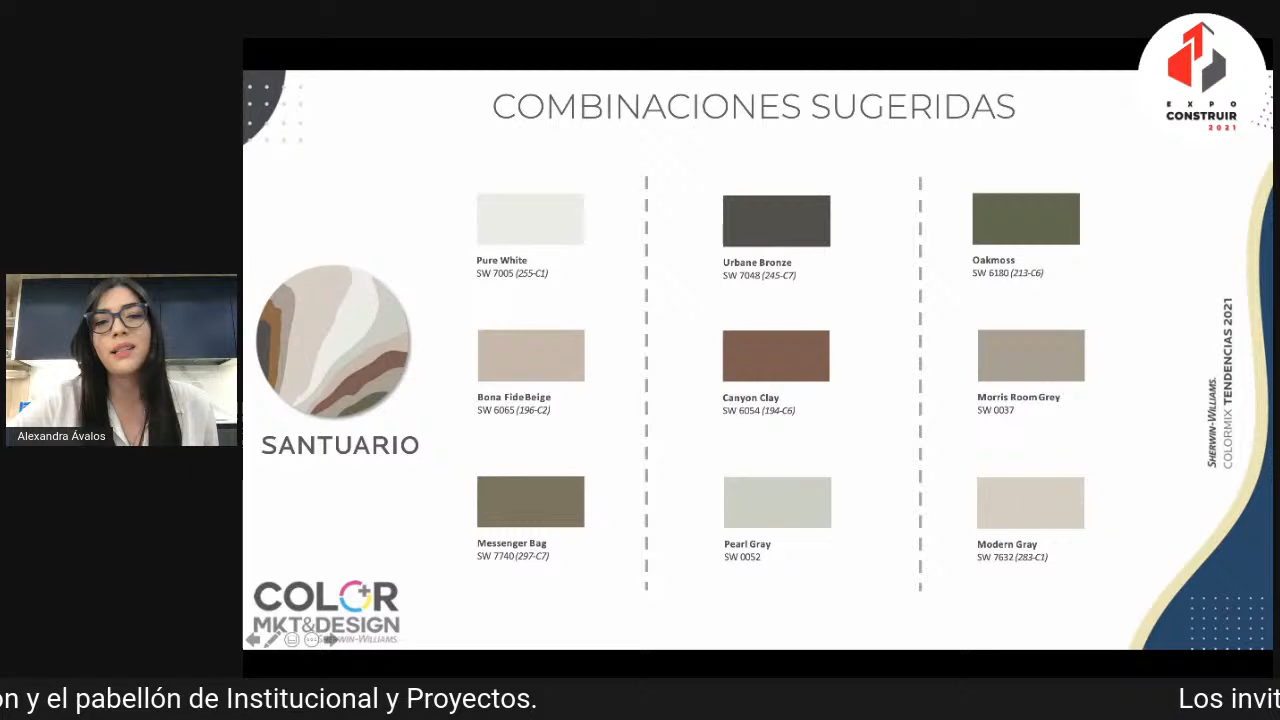 COMBINACIONES SUGERIDAS
EXPO
CONSTRUIR
2021
Pure White
SW 7005 (255-C1)
Bona Fide Beige
SW 6065 (196-C2)
Messenger Bag
SW 7740 (297-C7)
Urbane Bronze
SW 7048 (245-C7)
Canyon Clay
SW 6054 (194-C6)
Pearl Gray
SW 0052
Oakmoss
SW 6180 (213-C6)
Morris Room Grey
SW 0037
Modern Gray
SW 7632 (283-C1)
SANTUARIO
Alexandra Ávalos
COLOR
MKT&DESIGN
SHERWIN-WILLIAMS.
SHERWIN-WILLIAMS.
COLORMIX TENDENCIAS 2021
y el pabellón de Institucional y Proyectos.
Los